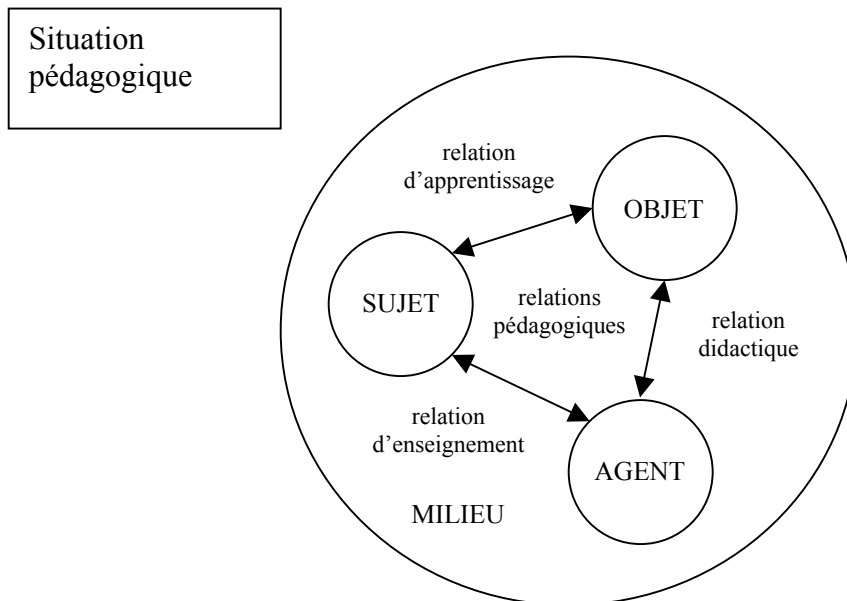 Situation
pédagogique
relation
d'apprentissage
OBJET
SUJET
relations
pédagogiques
relation
didactique
relation
d'enseignement
AGENT
MILIEU